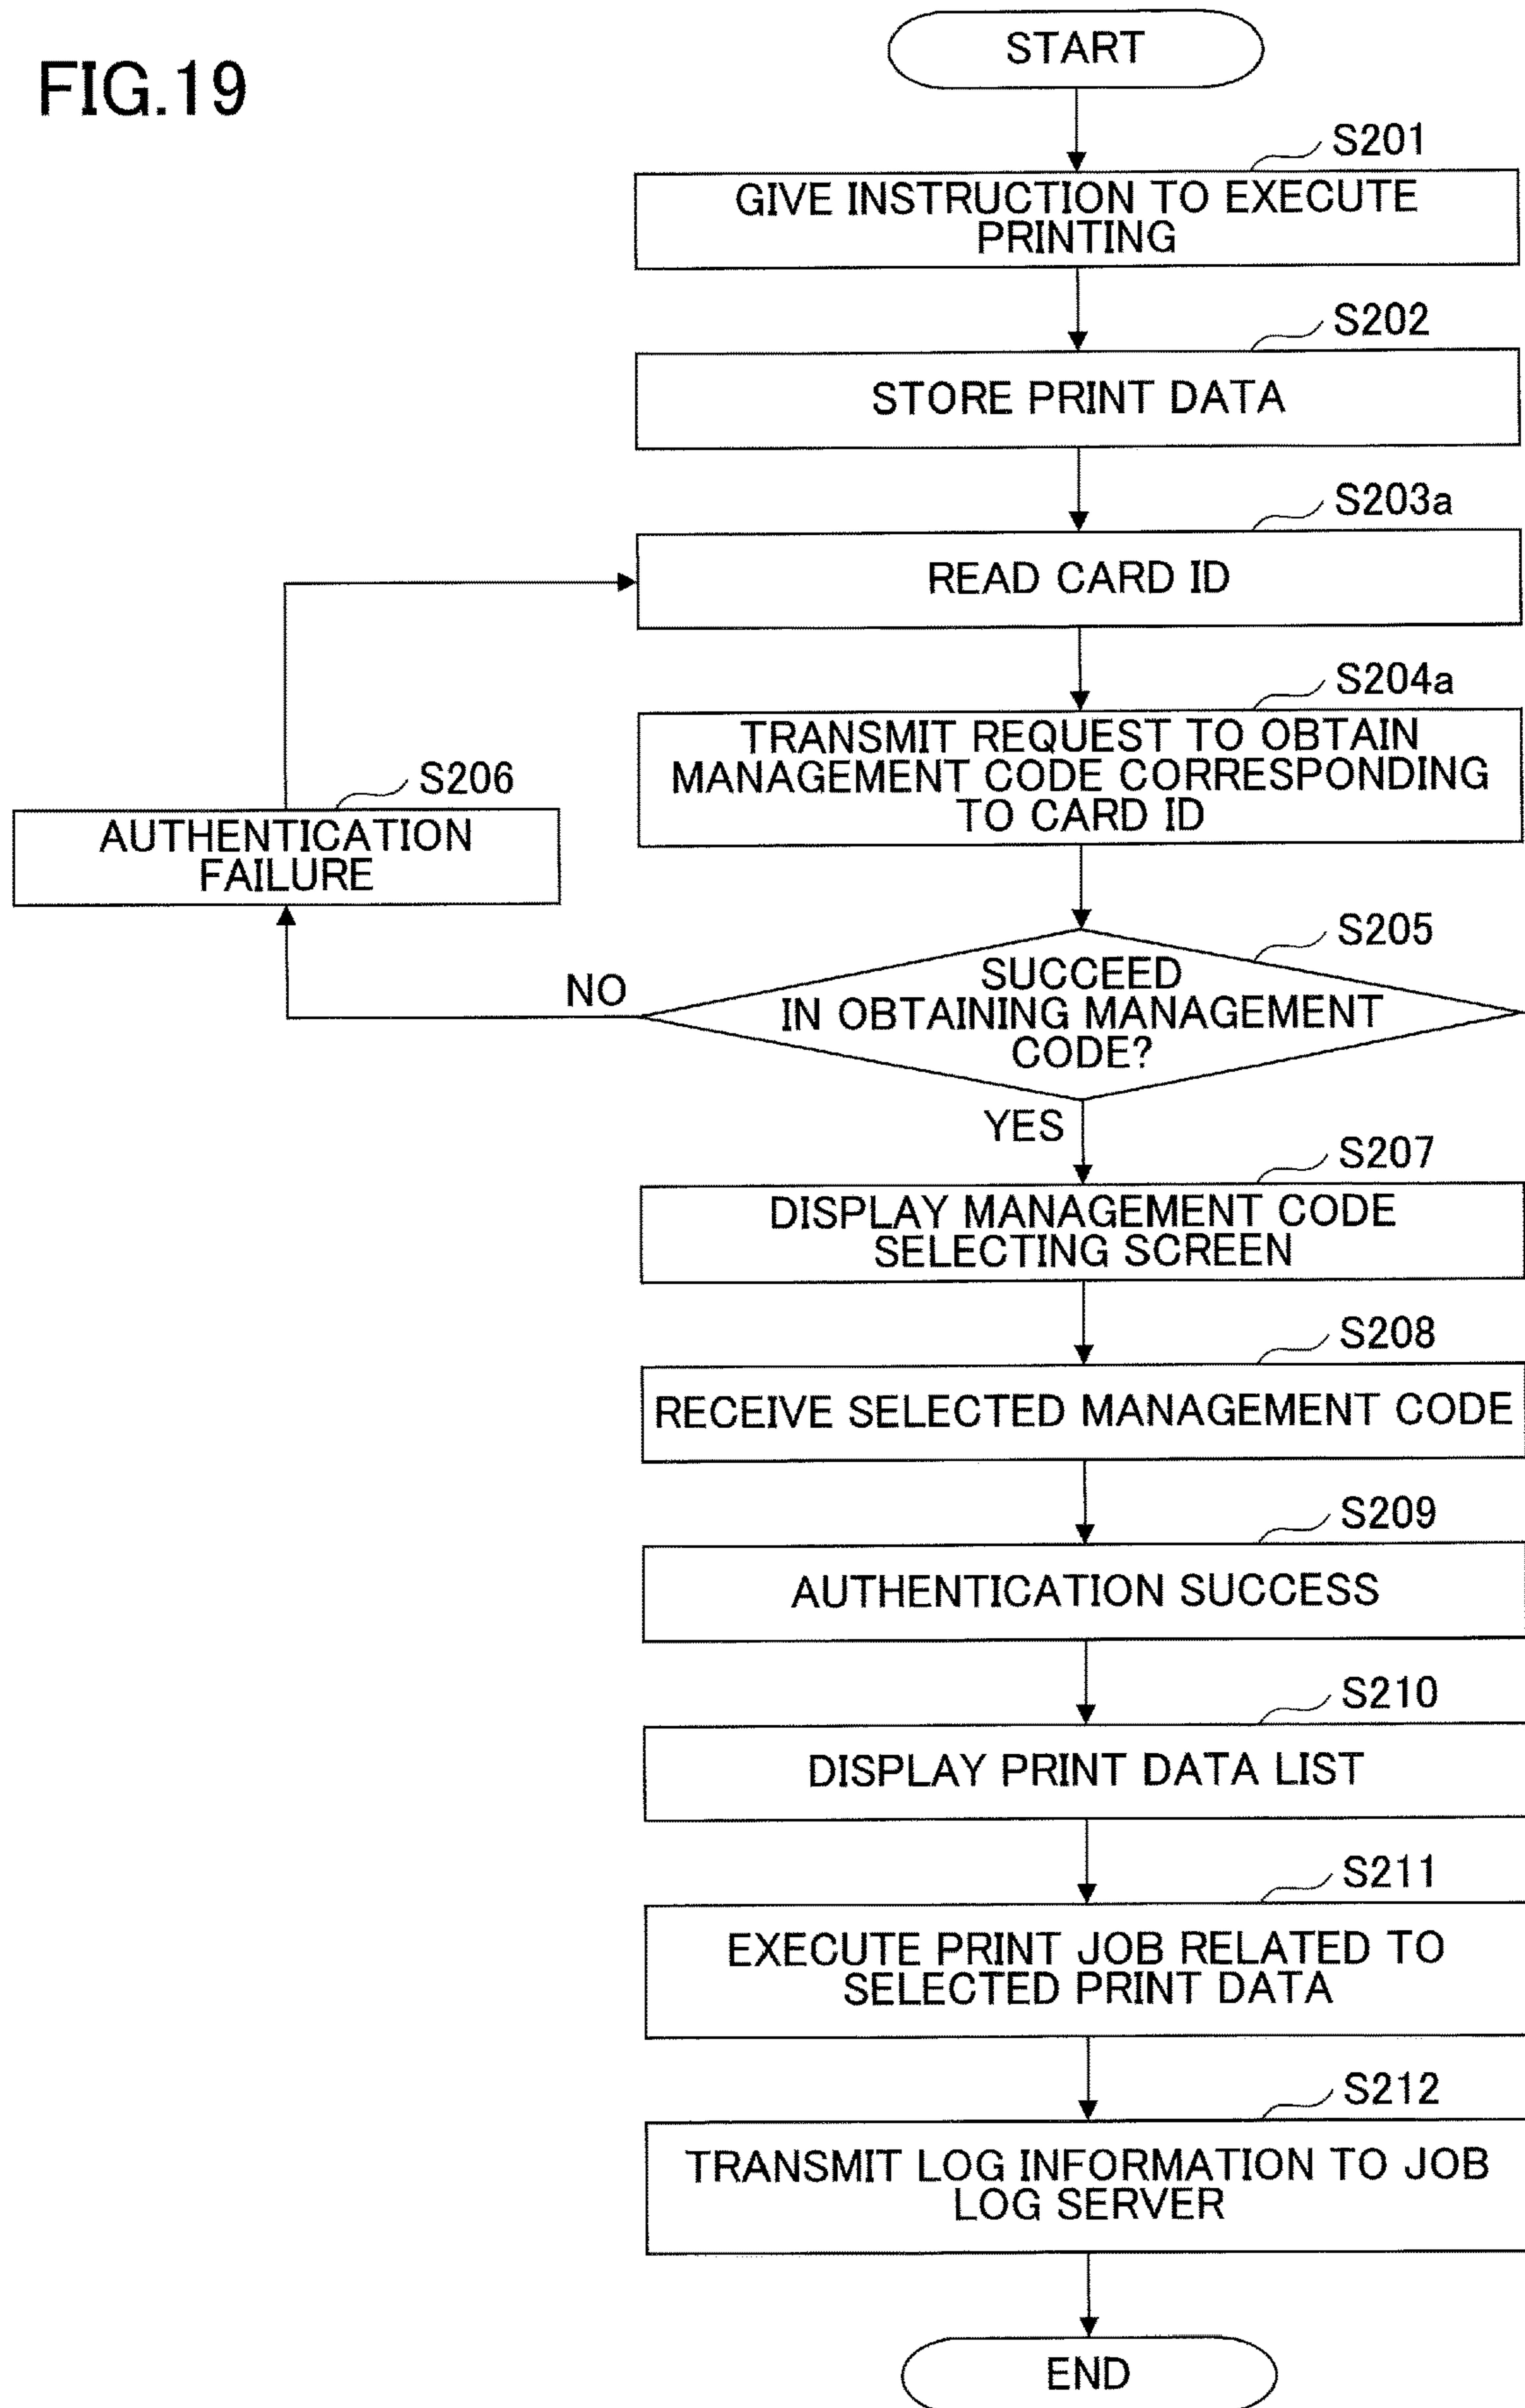 FIG.19
START
S201
GIVE INSTRUCTION TO EXECUTE
PRINTING
S202
STORE PRINT DATA
S203a
READ CARD ID
S204a
TRANSMIT REQUEST TO OBTAIN
MANAGEMENT CODE CORRESPONDING
TO CARD ID
S206
AUTHENTICATION
FAILURE
S205
SUCCEED
IN OBTAINING MANAGEMENT
CODE?
NO
YES
S207
DISPLAY MANAGEMENT CODE
SELECTING SCREEN
S208
RECEIVE SELECTED MANAGEMENT CODE
S209
AUTHENTICATION SUCCESS
S210
DISPLAY PRINT DATA LIST
S211
EXECUTE PRINT JOB RELATED TO
SELECTED PRINT DATA
S212
TRANSMIT LOG INFORMATION TO JOB
LOG SERVER
END